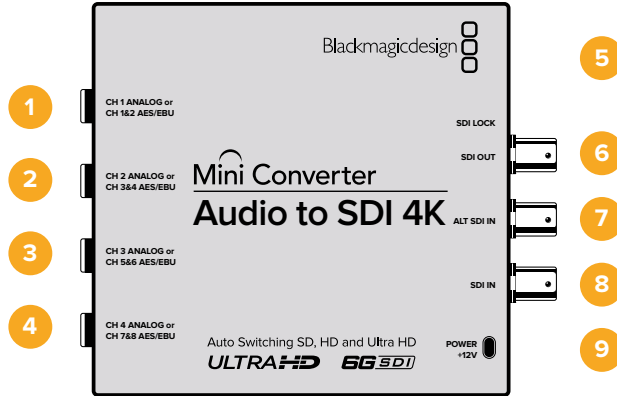 Blackmagicdesign
1
CH 1 ANALOG or
CH 1&2 AES/EBU
2
CH 2 ANALOG or
CH 3&4 AES/EBU
3
CH 3 ANALOG or
CH 5&6 AES/EBU
4
CH 4 ANALOG or
CH 7&8 AES/EBU
Mini Converter
Audio to SDI 4K
Auto Switching SD, HD and Ultra HD
ULTRAHD 6G SDI
5
SDI LOCK
SDI OUT
6
ALT SDI IN
7
SDI IN
8
POWER
+12V
9